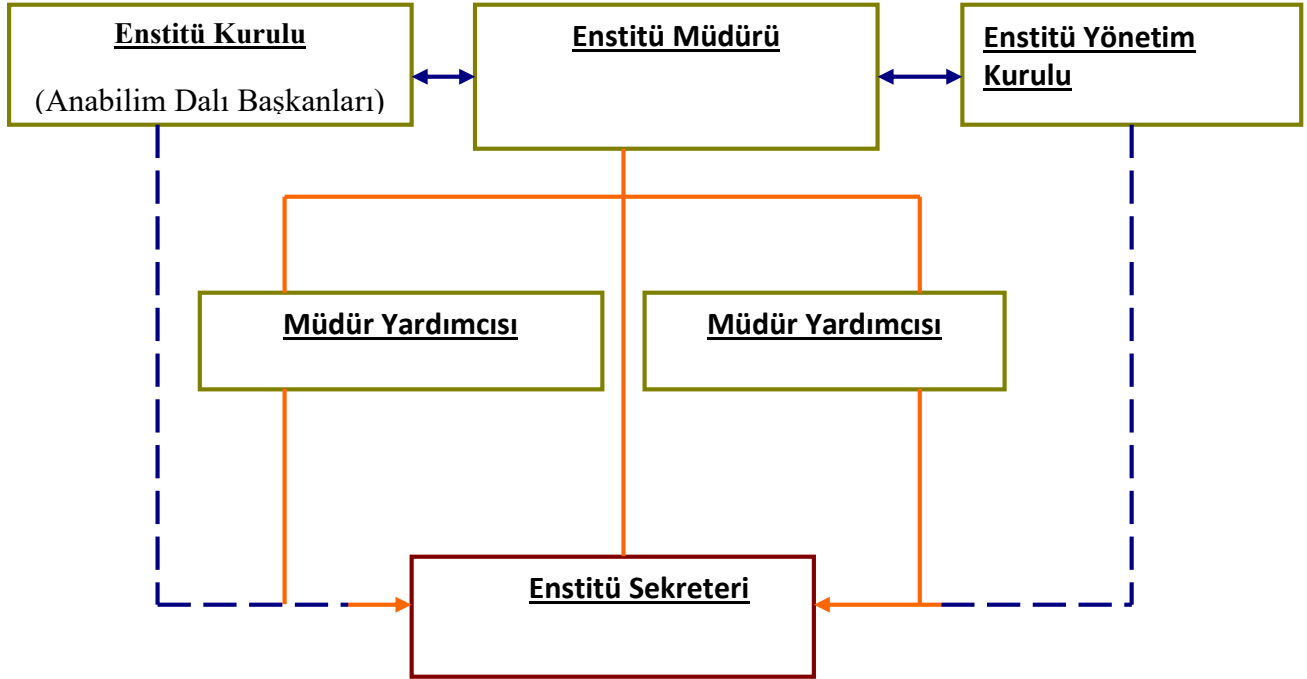 Enstitü Kurulu
(Anabilim Dalı Başkanları)
Enstitü Müdürü
Enstitü Yönetim
Kurulu
Müdür Yardımcısı
Müdür Yardımcısı
Enstitü Sekreteri